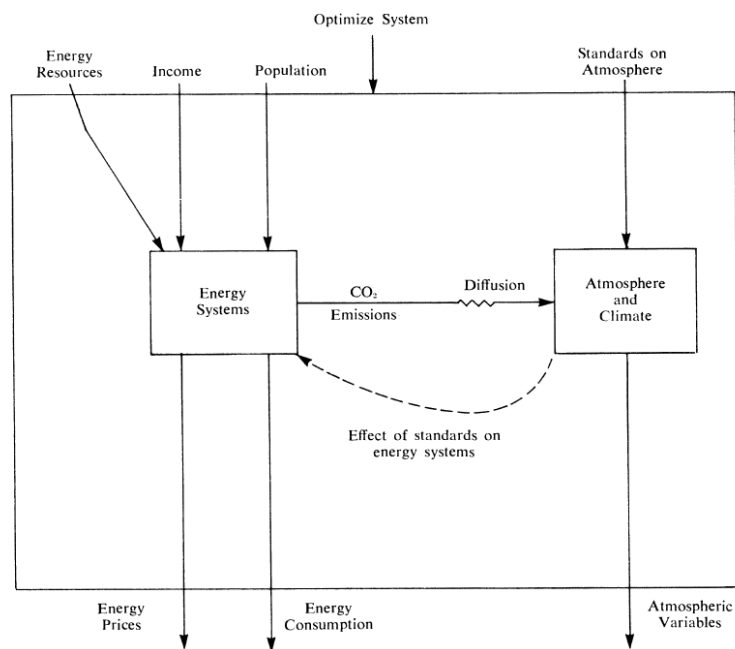 Optimize System
Energy
Resources
Income
Population
Standards on
Atmosphere
Energy
Systems
CO₂
Emissions
Diffusion
Atmosphere
and
Climate
Effect of standards on
energy systems
Energy
Prices
Energy
Consumption
Atmospheric
Variables